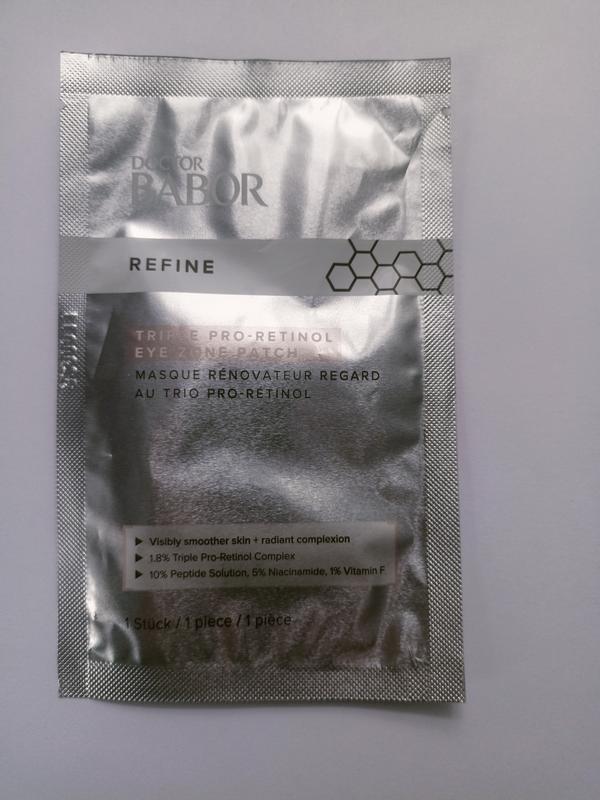 DOCTOR
BABOR
REFINE
TRIPLE PRO-RETINOL
EYE ZONE PATCH
MASQUE RÉNOVATEUR REGARD
AU TRIO PRO-RÉTINOL
▶ Visibly smoother skin + radiant complexion
▶ 1.8% Triple Pro-Retinol Complex
▶ 10% Peptide Solution, 5% Niacinamide, 1% Vitamin F
1 Stück / 1 piece / 1 pièce